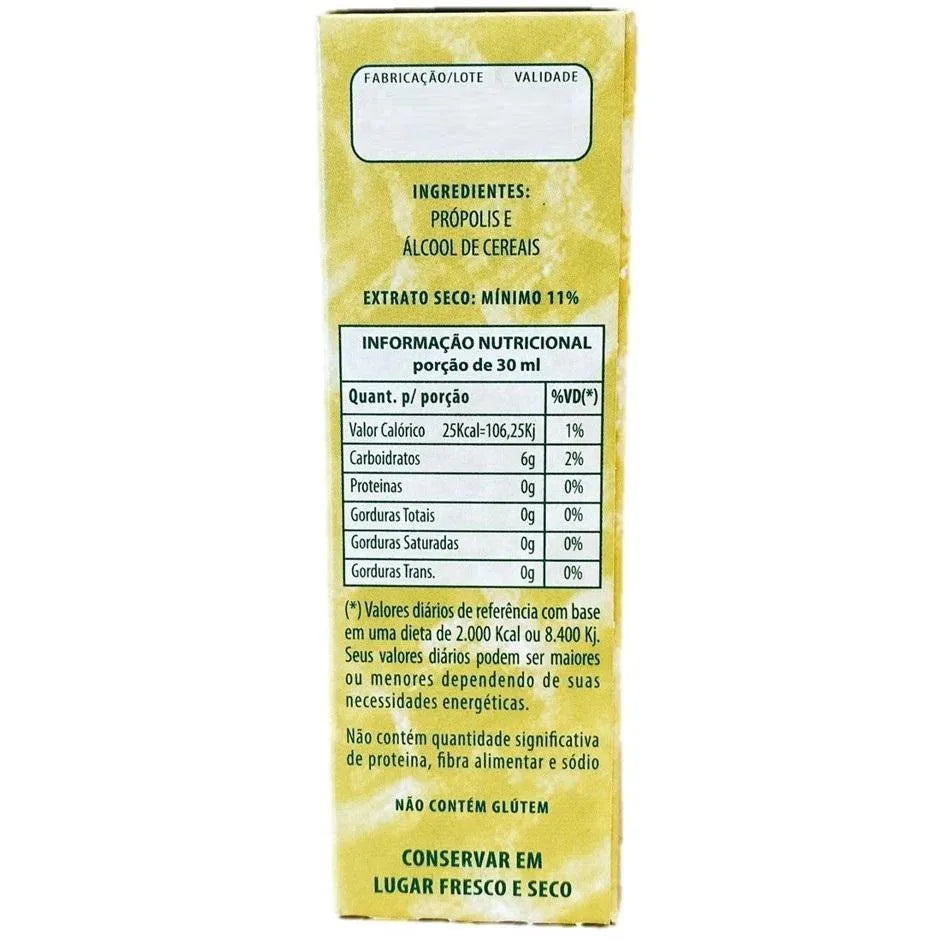 FABRICAÇÃO/LOTE VALIDADE
INGREDIENTES:
PRÓPOLIS E
ÁLCOOL DE CEREAIS
EXTRATO SECO: MÍNIMO 11%
INFORMAÇÃO NUTRICIONAL
porção de 30 ml
Quant. p/ porção %VD(*)
Valor Calórico 25Kcal=106,25Kj 1%
Carboidratos 6g 2%
Proteinas 0g 0%
Gorduras Totais 0g 0%
Gorduras Saturadas 0g 0%
Gorduras Trans. 0g 0%
(*) Valores diários de referência com base
em uma dieta de 2.000 Kcal ou 8.400 Kj.
Seus valores diários podem ser maiores
ou menores dependendo de suas
necessidades energéticas.
Não contém quantidade significativa
de proteina, fibra alimentar e sódio
NÃO CONTÉM GLÚTEM
CONSERVAR EM
LUGAR FRESCO E SECO